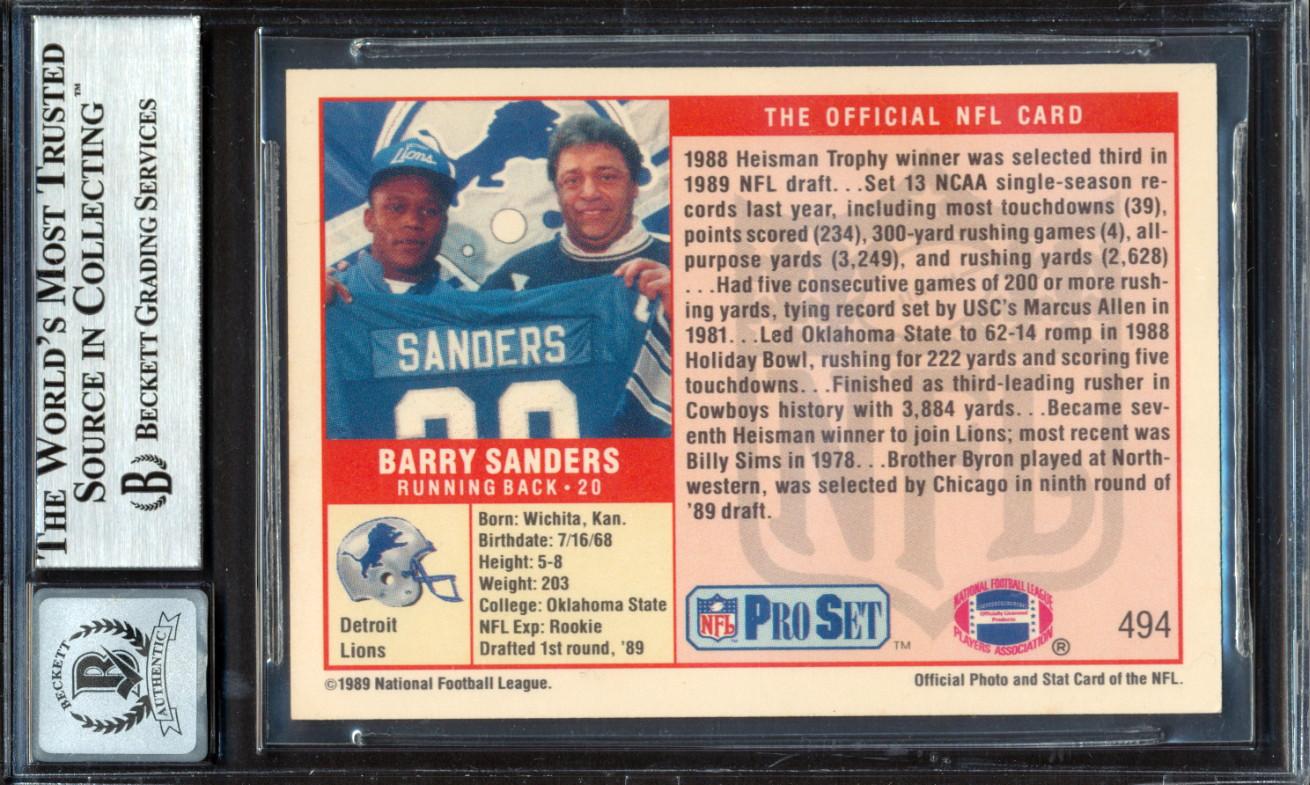 THE WORLD'S MOST TRUSTED
SOURCE IN COLLECTING™
B BECKETT GRADING SERVICES
BECKETT
B
AUTHENTIC
Lions
SANDERS
20
BARRY SANDERS
RUNNING BACK • 20
Detroit
Lions
Born: Wichita, Kan.
Birthdate: 7/16/68
Height: 5-8
Weight: 203
College: Oklahoma State
NFL Exp: Rookie
Drafted 1st round, '89
THE OFFICIAL NFL CARD
1988 Heisman Trophy winner was selected third in
1989 NFL draft. . .Set 13 NCAA single-season re-
cords last year, including most touchdowns (39),
points scored (234), 300-yard rushing games (4), all-
purpose yards (3,249), and rushing yards (2,628)
. . .Had five consecutive games of 200 or more rush-
ing yards, tying record set by USC's Marcus Allen in
1981. . .Led Oklahoma State to 62-14 romp in 1988
Holiday Bowl, rushing for 222 yards and scoring five
touchdowns. . .Finished as third-leading rusher in
Cowboys history with 3,884 yards. . .Became sev-
enth Heisman winner to join Lions; most recent was
Billy Sims in 1978. . .Brother Byron played at North-
western, was selected by Chicago in ninth round of
'89 draft.
NFL
NFL PRO SET ™
NATIONAL FOOTBALL LEAGUE
Officially Licensed
Products
PLAYERS ASSOCIATION ®
494
©1989 National Football League.
Official Photo and Stat Card of the NFL.